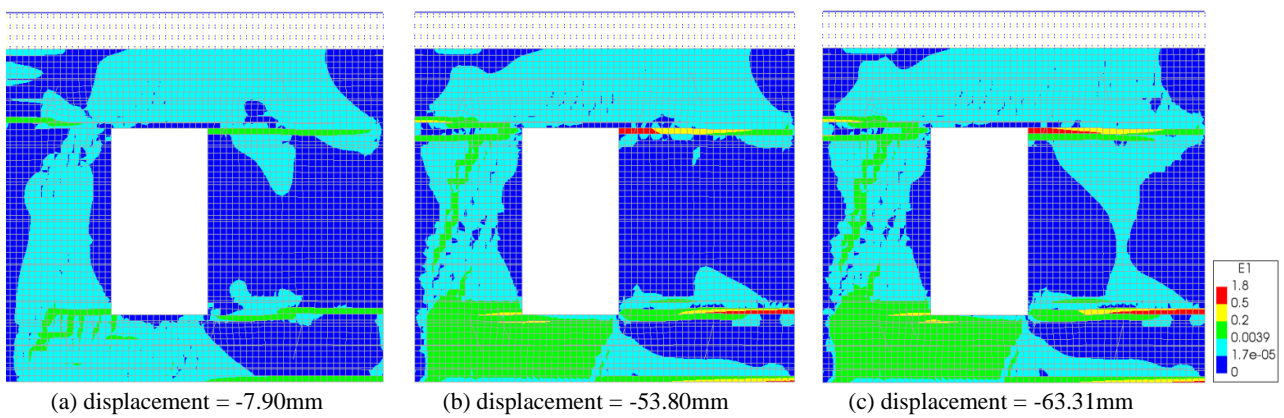 E1
1.8
0.5
0.2
0.0039
1.7e-05
0
(a) displacement = -7.90mm
(b) displacement = -53.80mm
(c) displacement = -63.31mm